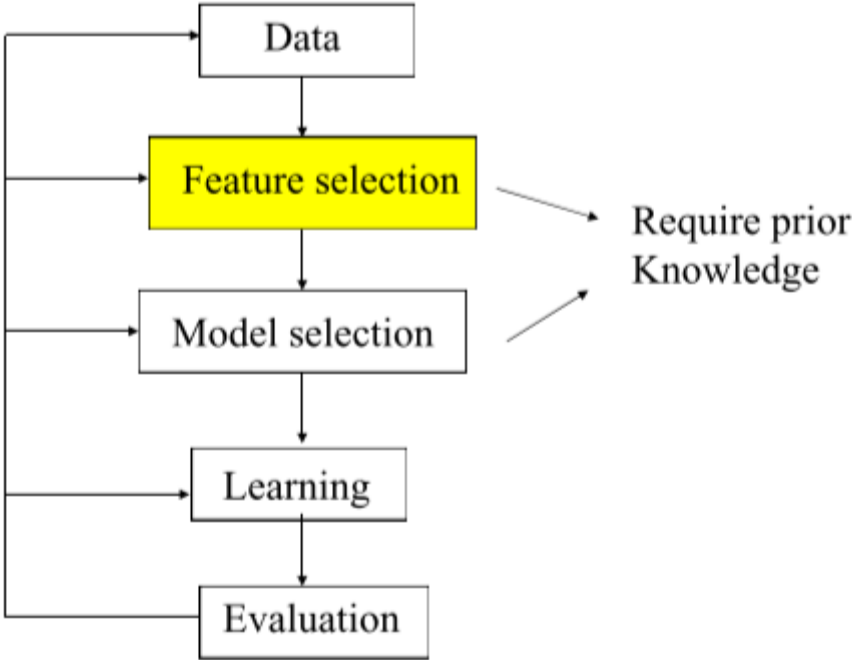 Data
Feature selection
Require prior
Knowledge
Model selection
Learning
Evaluation